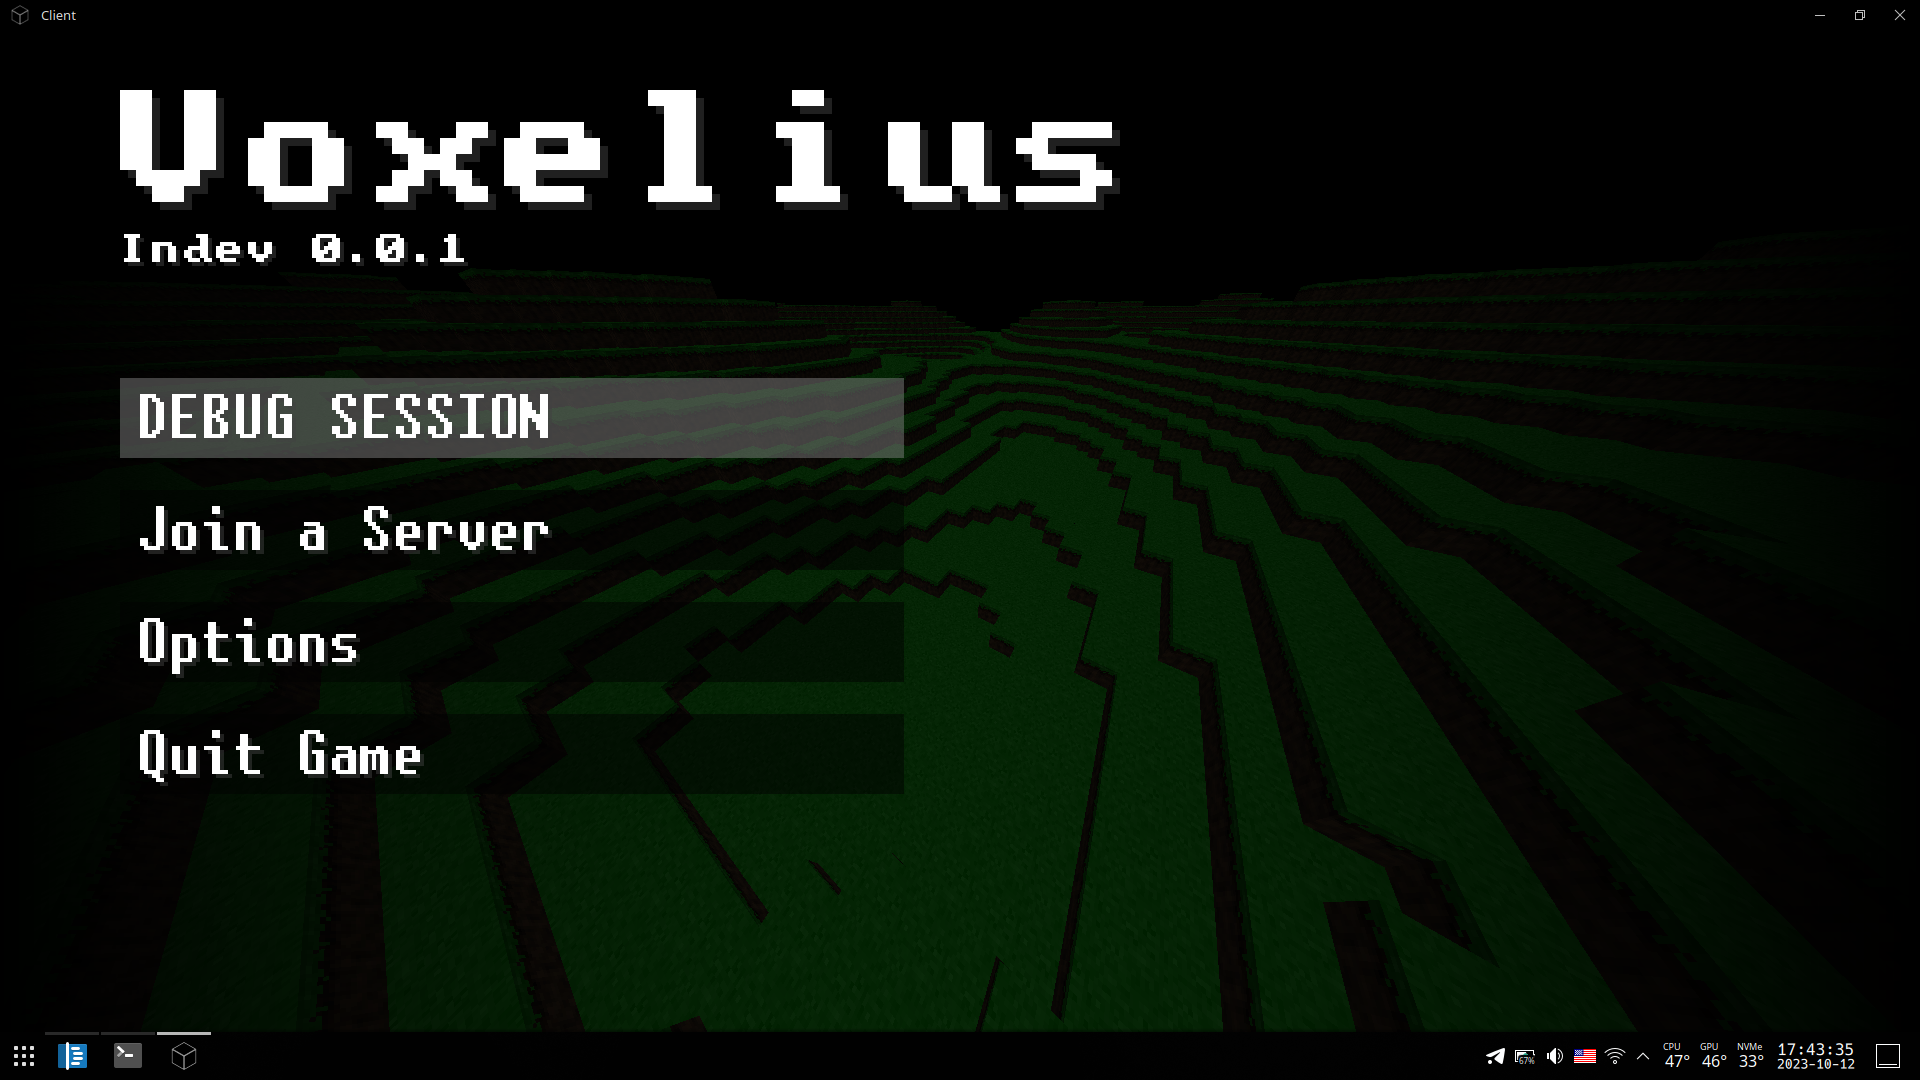 Client
Voxelius
Indev 0.0.1
DEBUG SESSION
Join a Server
Options
Quit Game
67%
CPU GPU NVMe
47° 46° 33°
17:43:35
2023-10-12